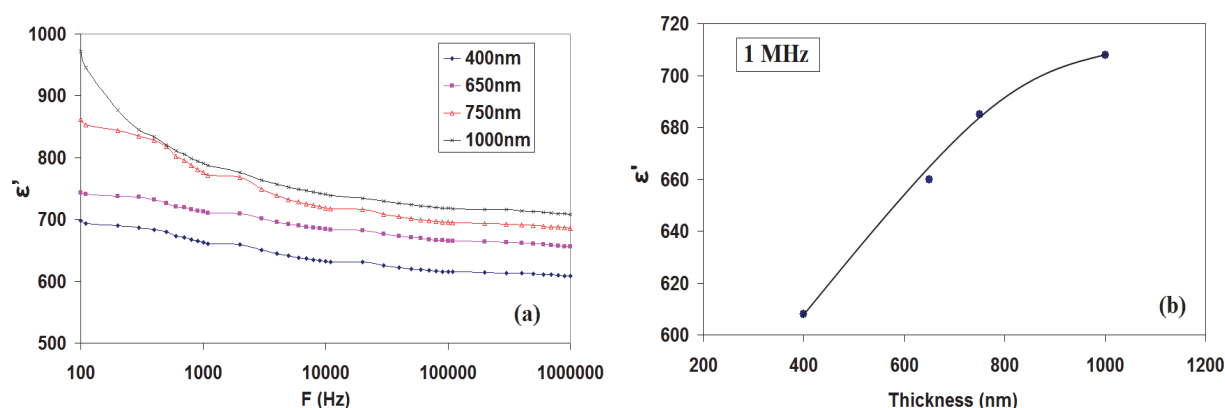 1000
900
800
700
600
500
ε'
400nm
650nm
750nm
1000nm
(a)
100 1000 10000 100000 1000000
F (Hz)
720
700
680
660
640
620
600
ε'
1 MHz
(b)
200 400 600 800 1000 1200
Thickness (nm)